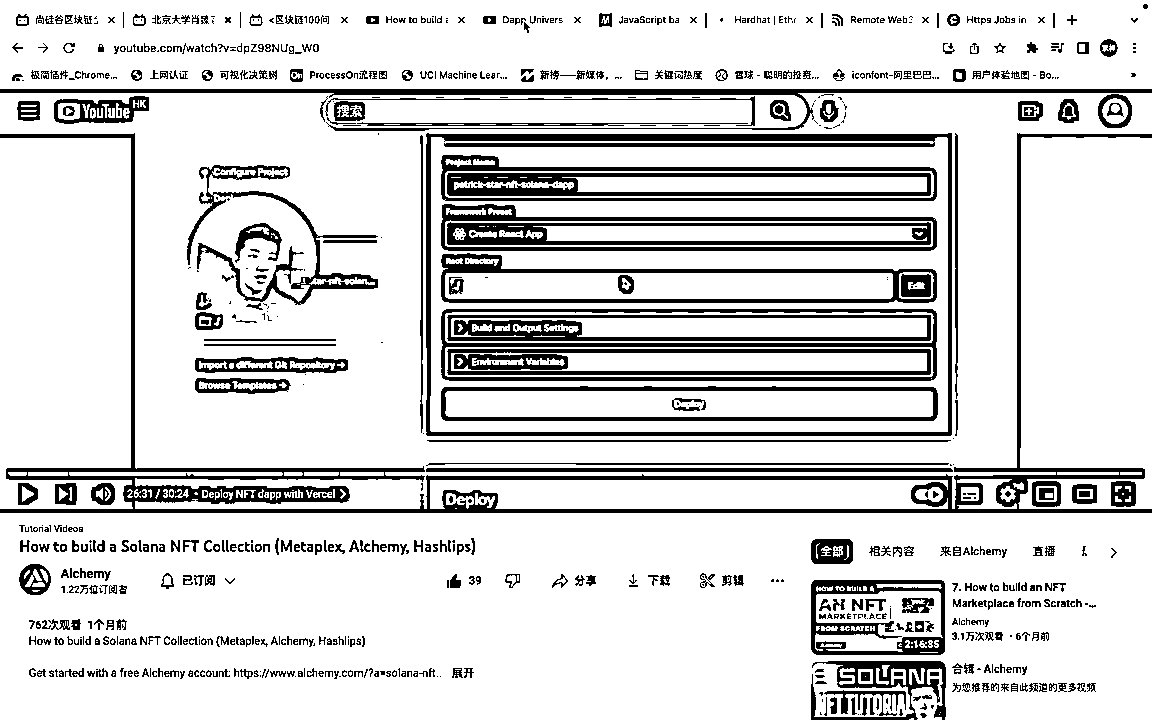 尚硅谷区块链
北京大学肖臻
<区块链100问
How to build a
Dapp Univers
JavaScript ba
Hardhat | Eth
Remote Web3
Https Jobs in
youtube.com/watch?v=dpZ98NUg_W0
极简插件_Chrome...
上网认证
可视化决策树
ProcessOn流程图
UCI Machine Lear...
新榜—新媒体，...
关键词热度
雪球 - 聪明的投资...
iconfont-阿里巴巴...
用户体验地图 - Bo...
»
YouTube HK
搜索
Configure Project
Project Name
patrick-star-nft-solana-dapp
Framework Preset
Create React App
Root Directory
Edit
Build and Output Settings
Environment Variables
Import a different Git Repository →
Browse Templates →
Deploy
26:31 / 30:24 • Deploy NFT dapp with Vercel
Deploy
Tutorial Videos
How to build a Solana NFT Collection (Metaplex, Alchemy, Hashlips)
Alchemy
1.22万位订阅者
已订阅
39
分享
下载
剪辑
762次观看 1个月前
How to build a Solana NFT Collection (Metaplex, Alchemy, Hashlips)
Get started with a free Alchemy account: https://www.alchemy.com/?a=solana-nft...
展开
全部
相关内容
来自Alchemy
直播
HOW TO BUILD A
AN NFT
MARKETPLACE
FROM SCRATCH
Alchemy
2:16:35
7. How to build an NFT
Marketplace from Scratch -...
Alchemy
3.1万次观看 • 6个月前
SOLANA
NFT TUTORIAL
合辑 - Alchemy
为您推荐的来自此频道的更多视频